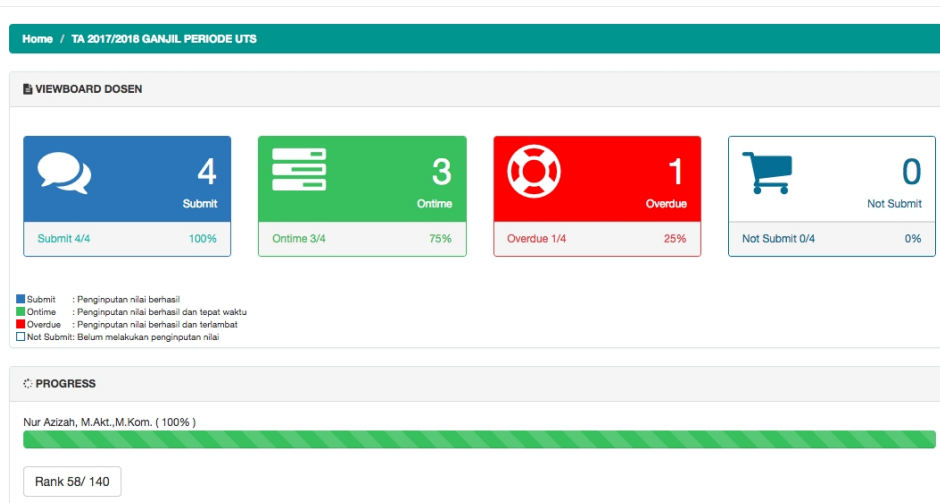 Home / TA 2017/2018 GANJIL PERIODE UTS
VIEWBOARD DOSEN
4
Submit
Submit 4/4 100%
3
Ontime
Ontime 3/4 75%
1
Overdue
Overdue 1/4 25%
0
Not Submit
Not Submit 0/4 0%
Submit : Penginputan nilai berhasil
Ontime : Penginputan nilai berhasil dan tepat waktu
Overdue : Penginputan nilai berhasil dan terlambat
Not Submit: Belum melakukan penginputan nilai
PROGRESS
Nur Azizah, M.Akt.,M.Kom. ( 100% )
Rank 58/ 140